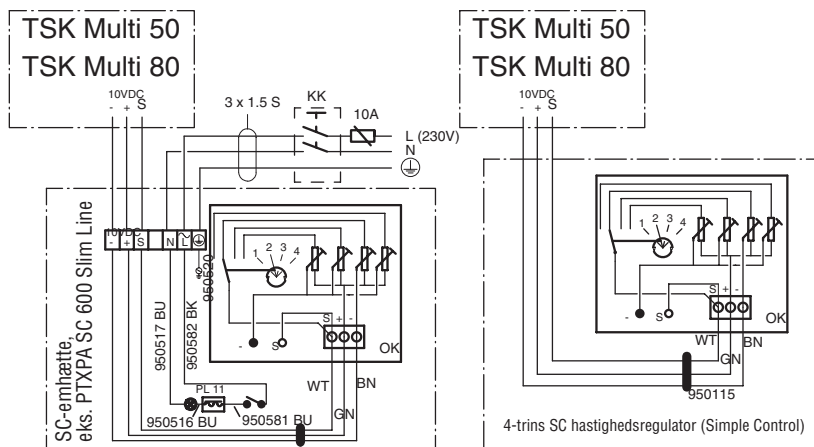 TSK Multi 50
TSK Multi 80
10VDC
- + S
3 x 1.5 S
KK
10A
L (230V)
N
10VDC
- + S N L
950520
950517 BU
950582 BK
1 2 3 4
- S
S + -
OK
WT
GN
BN
PL 11
950516 BU
950581 BU
SC-emhætte,
eks. PTXPA SC 600 Slim Line
TSK Multi 50
TSK Multi 80
10VDC
- + S
1 2 3 4
- S
S + -
OK
WT
GN
BN
950115
4-trins SC hastighedsregulator (Simple Control)